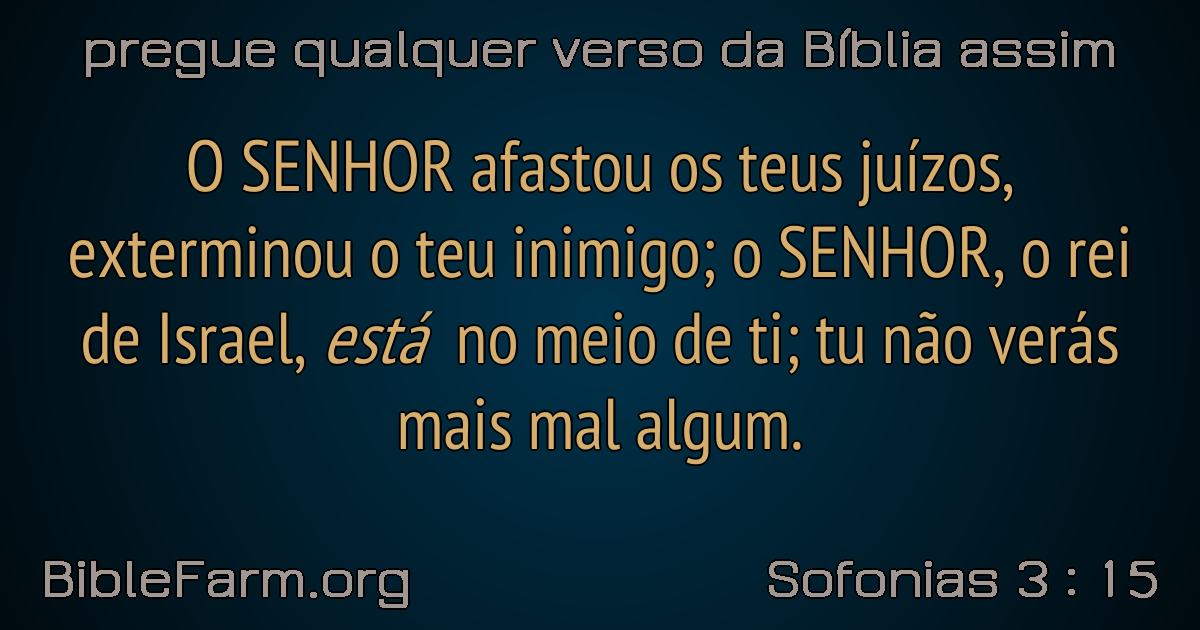 pregue qualquer verso da Bíblia assim
O SENHOR afastou os teus juízos,
exterminou o teu inimigo; o SENHOR, o rei
de Israel, está no meio de ti; tu não verás
mais mal algum.
BibleFarm.org
Sofonias 3 : 15